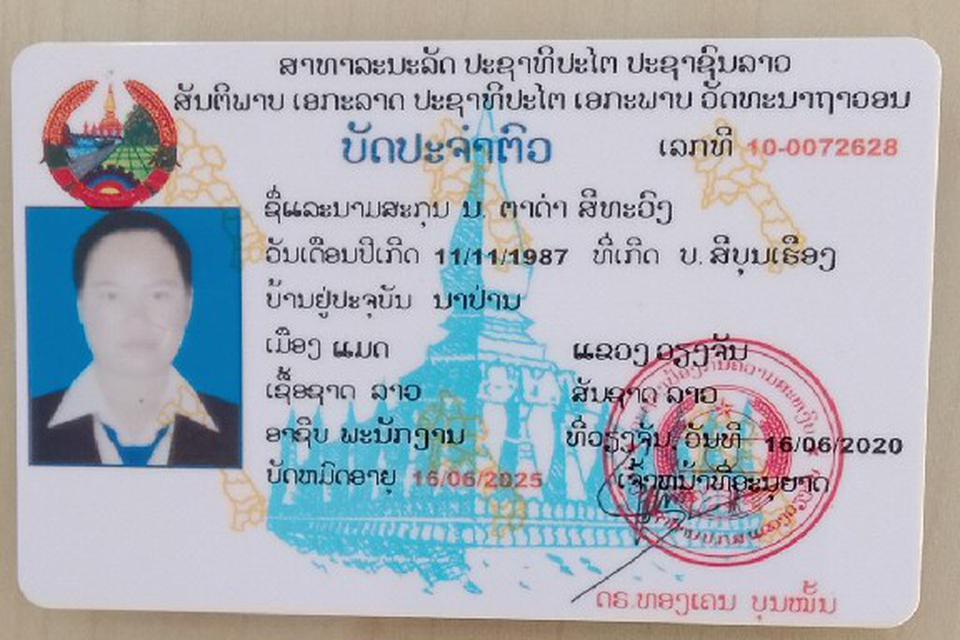 ສາທາລະນະລັດ ປະຊາທິປະໄຕ ປະຊາຊົນລາວ
ສັນຕິພາບ ເອກະລາດ ປະຊາທິປະໄຕ ເອກະພາບ ວັດທະນາຖາວອນ
ບັດປະຈຳຕົວ ເລກທີ 10-0072628
ຊື່ແລະນາມສະກຸນ ນ. ຕາດຳ ສີທະວົງ
ວັນເດືອນປີເກີດ 11/11/1987 ທີ່ເກີດ ບ. ສີບຸນເຮືອງ
ບ້ານຢູ່ປະຈຸບັນ ນາປ່ານ
ເມືອງ ແມດ ແຂວງ ວຽງຈັນ
ເຊື້ອຊາດ ລາວ ສັນຊາດ ລາວ
ອາຊີບ ພະນັກງານ ທີ່ວຽງຈັນ, ວັນທີ 16/06/2020
ບັດຫມົດອາຍຸ 16/06/2025 ເຈົ້າຫນ້າທີ່ອະນຸຍາດ
ດຣ.ທອງເຄນ ບຸນໝັ້ນ